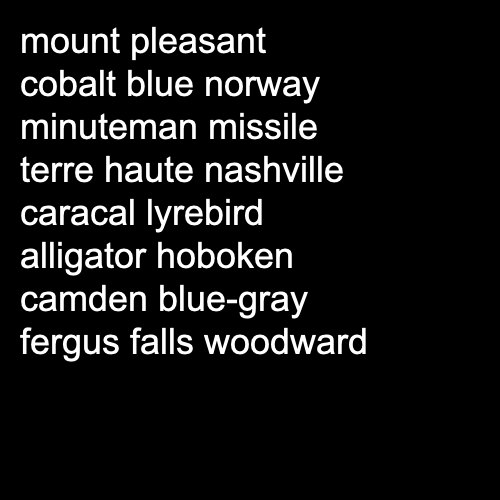 mount pleasant
cobalt blue norway
minuteman missile
terre haute nashville
caracal lyrebird
alligator hoboken
camden blue-gray
fergus falls woodward